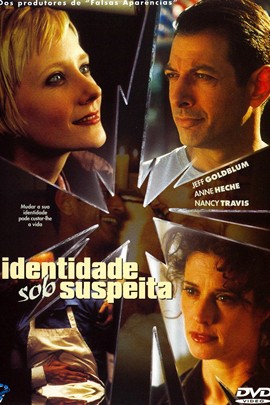 Dos produtores de "Falsas Aparências"
JEFF GOLDBLUM
ANNE HECHE
NANCY TRAVIS
Mudar a sua
identidade
pode custar-lhe
a vida
identidade
sob suspeita
DVD
VIDEO